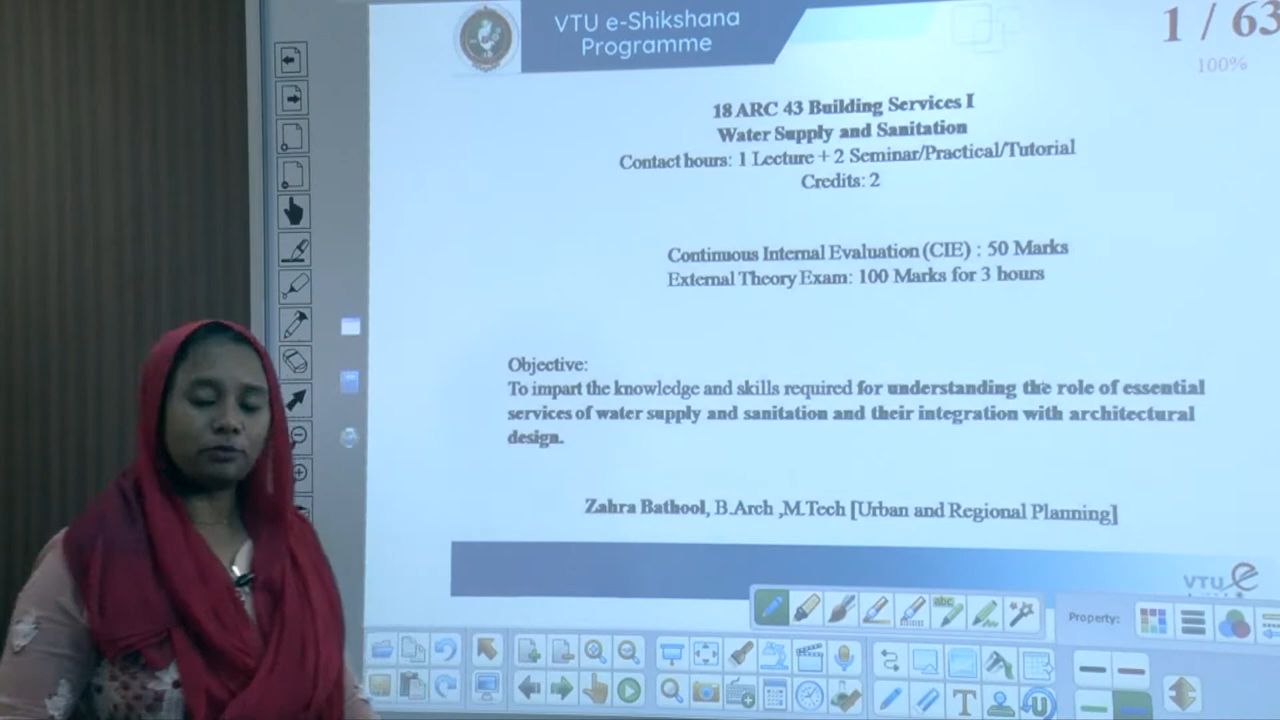 VTU e-Shikshana
Programme
1 / 63
100%
18 ARC 43 Building Services I
Water Supply and Sanitation
Contact hours: 1 Lecture + 2 Seminar/Practical/Tutorial
Credits: 2
Continuous Internal Evaluation (CIE) : 50 Marks
External Theory Exam: 100 Marks for 3 hours
Objective:
To impart the knowledge and skills required for understanding the role of essential
services of water supply and sanitation and their integration with architectural
design.
Zahra Bathool, B.Arch ,M.Tech [Urban and Regional Planning]
VTU e
abc
Property:
T